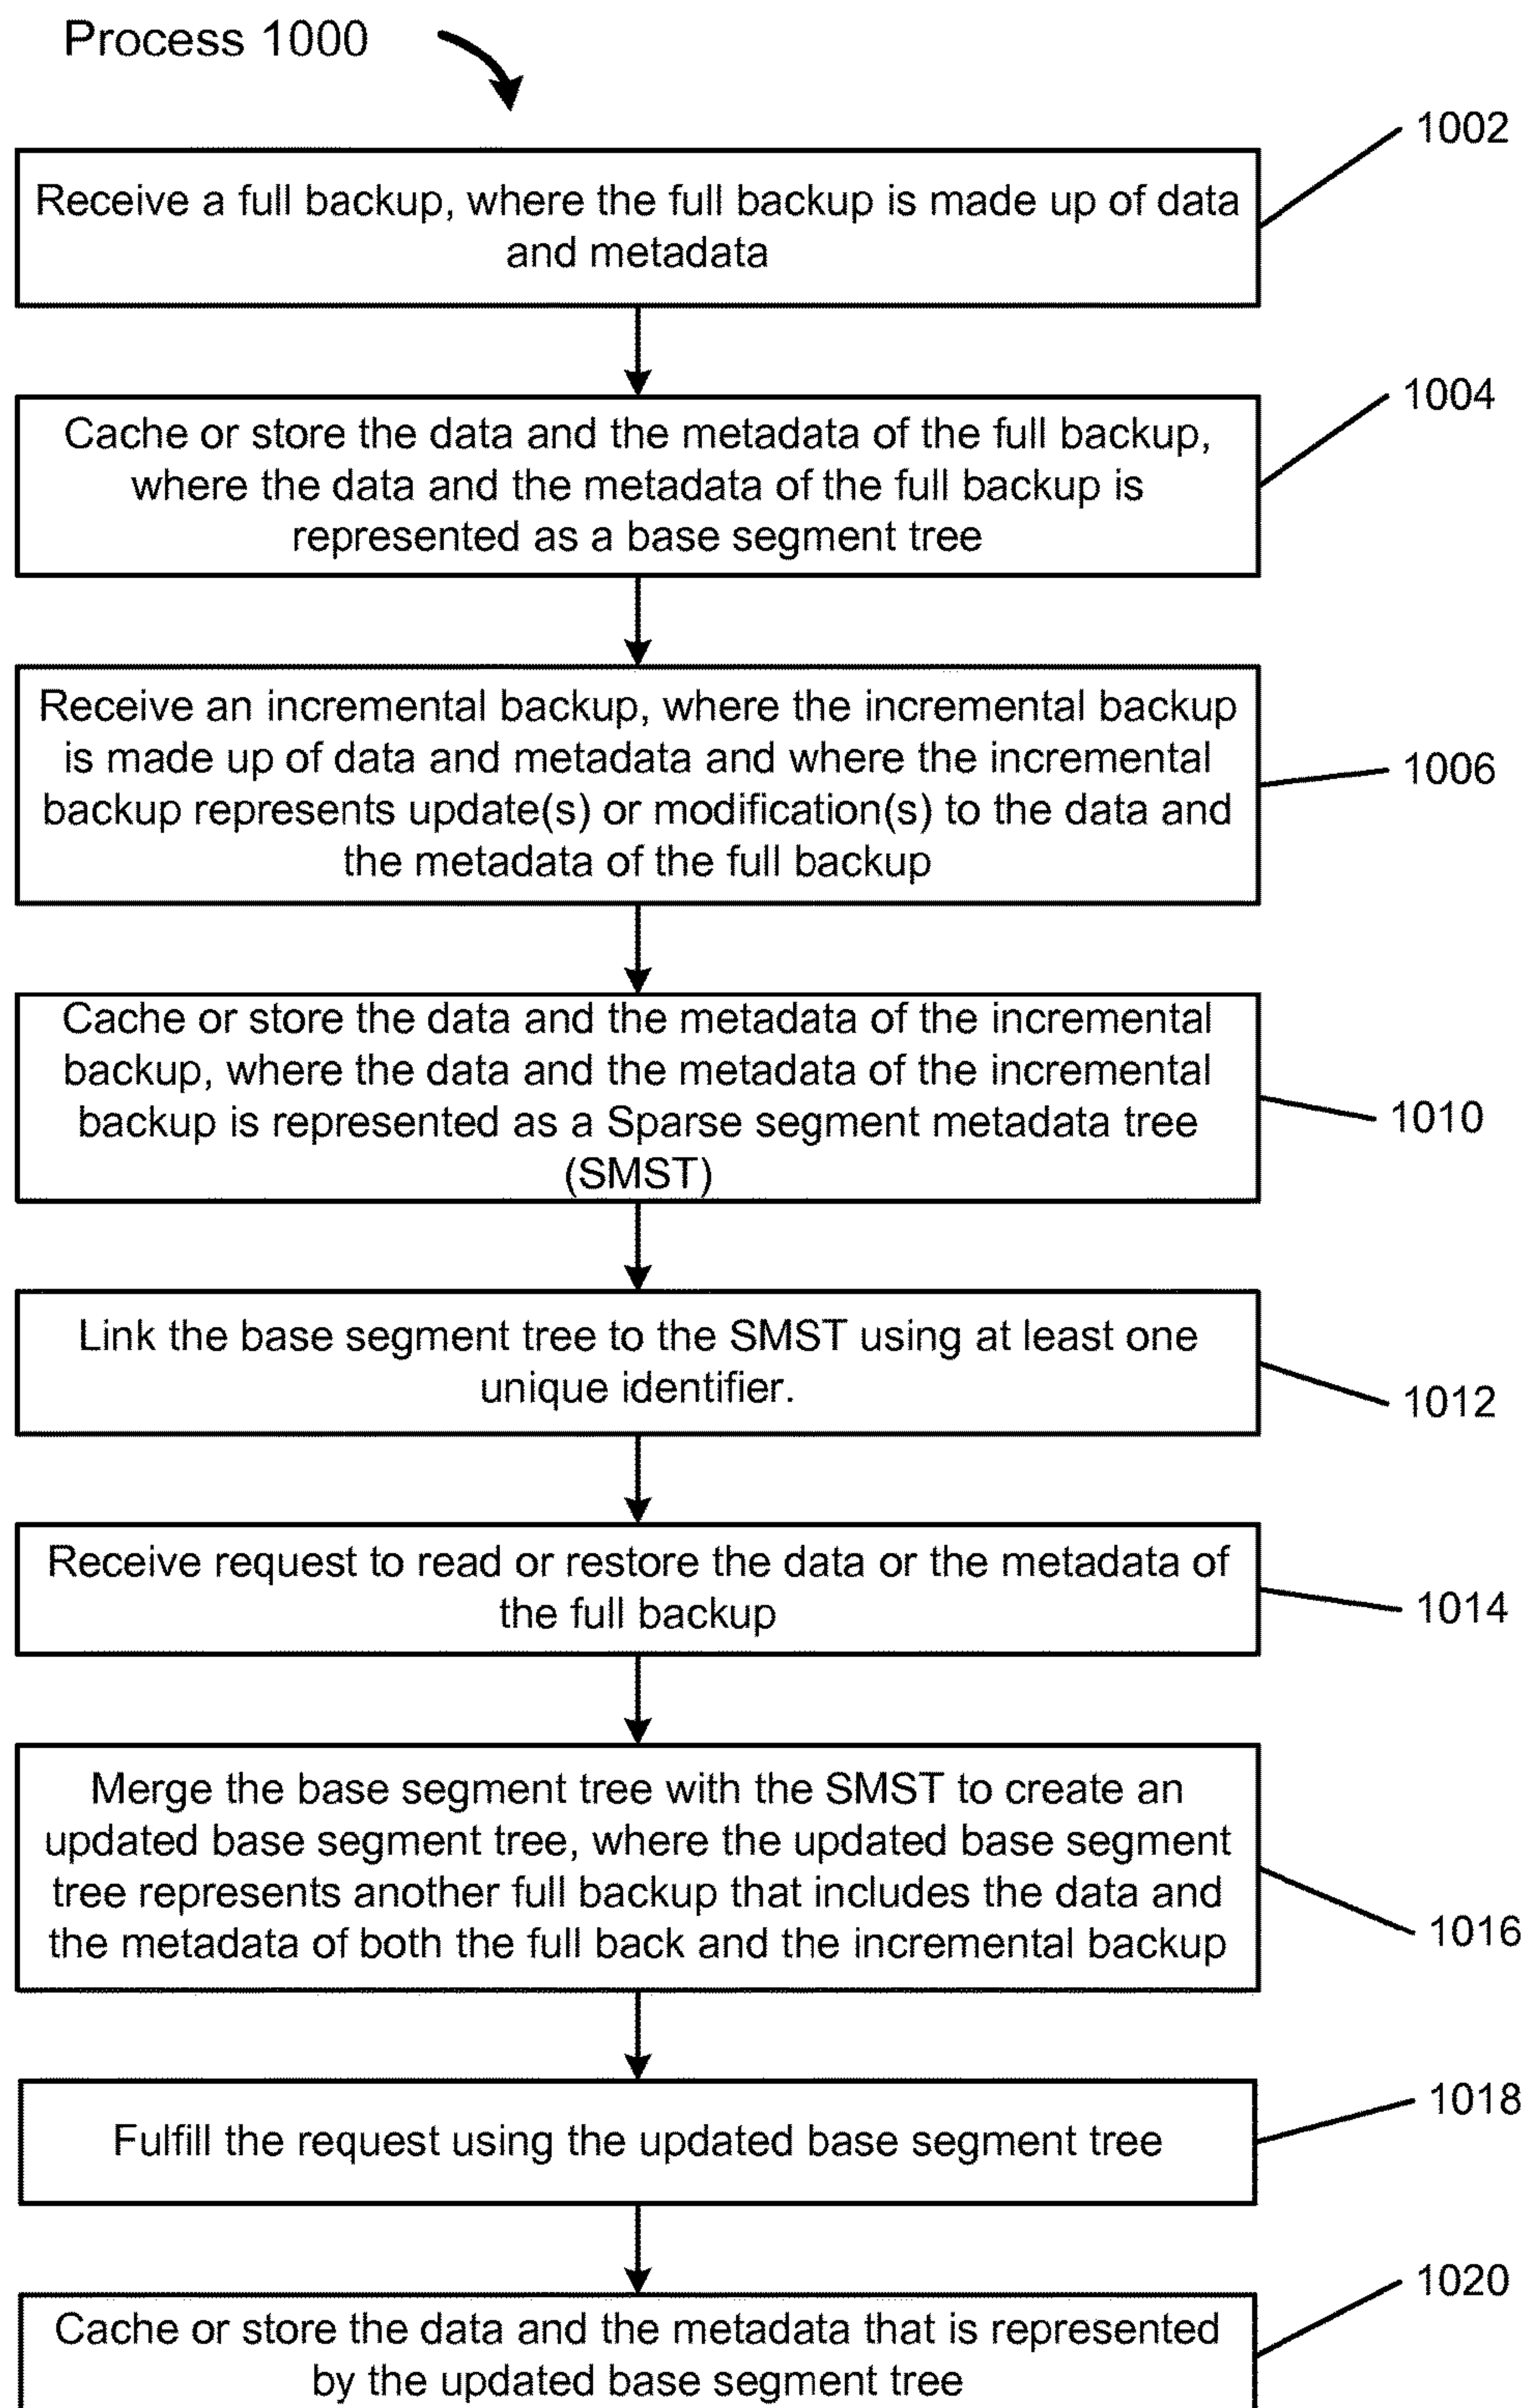 Process 1000
1002
Receive a full backup, where the full backup is made up of data
and metadata
1004
Cache or store the data and the metadata of the full backup,
where the data and the metadata of the full backup is
represented as a base segment tree
Receive an incremental backup, where the incremental backup
is made up of data and metadata and where the incremental
backup represents update(s) or modification(s) to the data and
the metadata of the full backup
1006
Cache or store the data and the metadata of the incremental
backup, where the data and the metadata of the incremental
backup is represented as a Sparse segment metadata tree
(SMST)
1010
Link the base segment tree to the SMST using at least one
unique identifier.
1012
Receive request to read or restore the data or the metadata of
the full backup
1014
Merge the base segment tree with the SMST to create an
updated base segment tree, where the updated base segment
tree represents another full backup that includes the data and
the metadata of both the full back and the incremental backup
1016
1018
Fulfill the request using the updated base segment tree
1020
Cache or store the data and the metadata that is represented
by the updated base segment tree